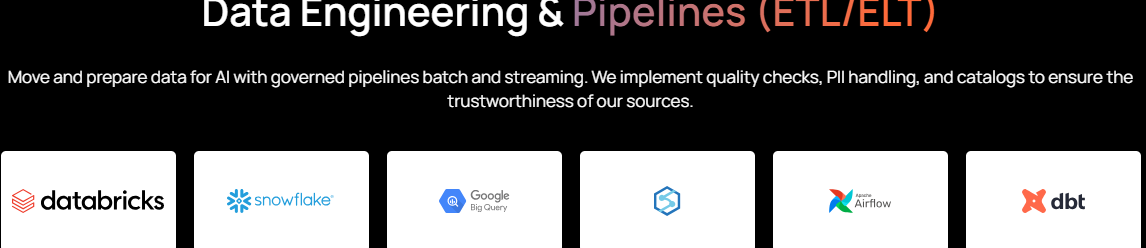 Data Engineering & Pipelines (ETL/ELT)
Move and prepare data for AI with governed pipelines batch and streaming. We implement quality checks, PII handling, and catalogs to ensure the
trustworthiness of our sources.
databricks
snowflake®
Google
Big Query
Apache
Airflow
dbt